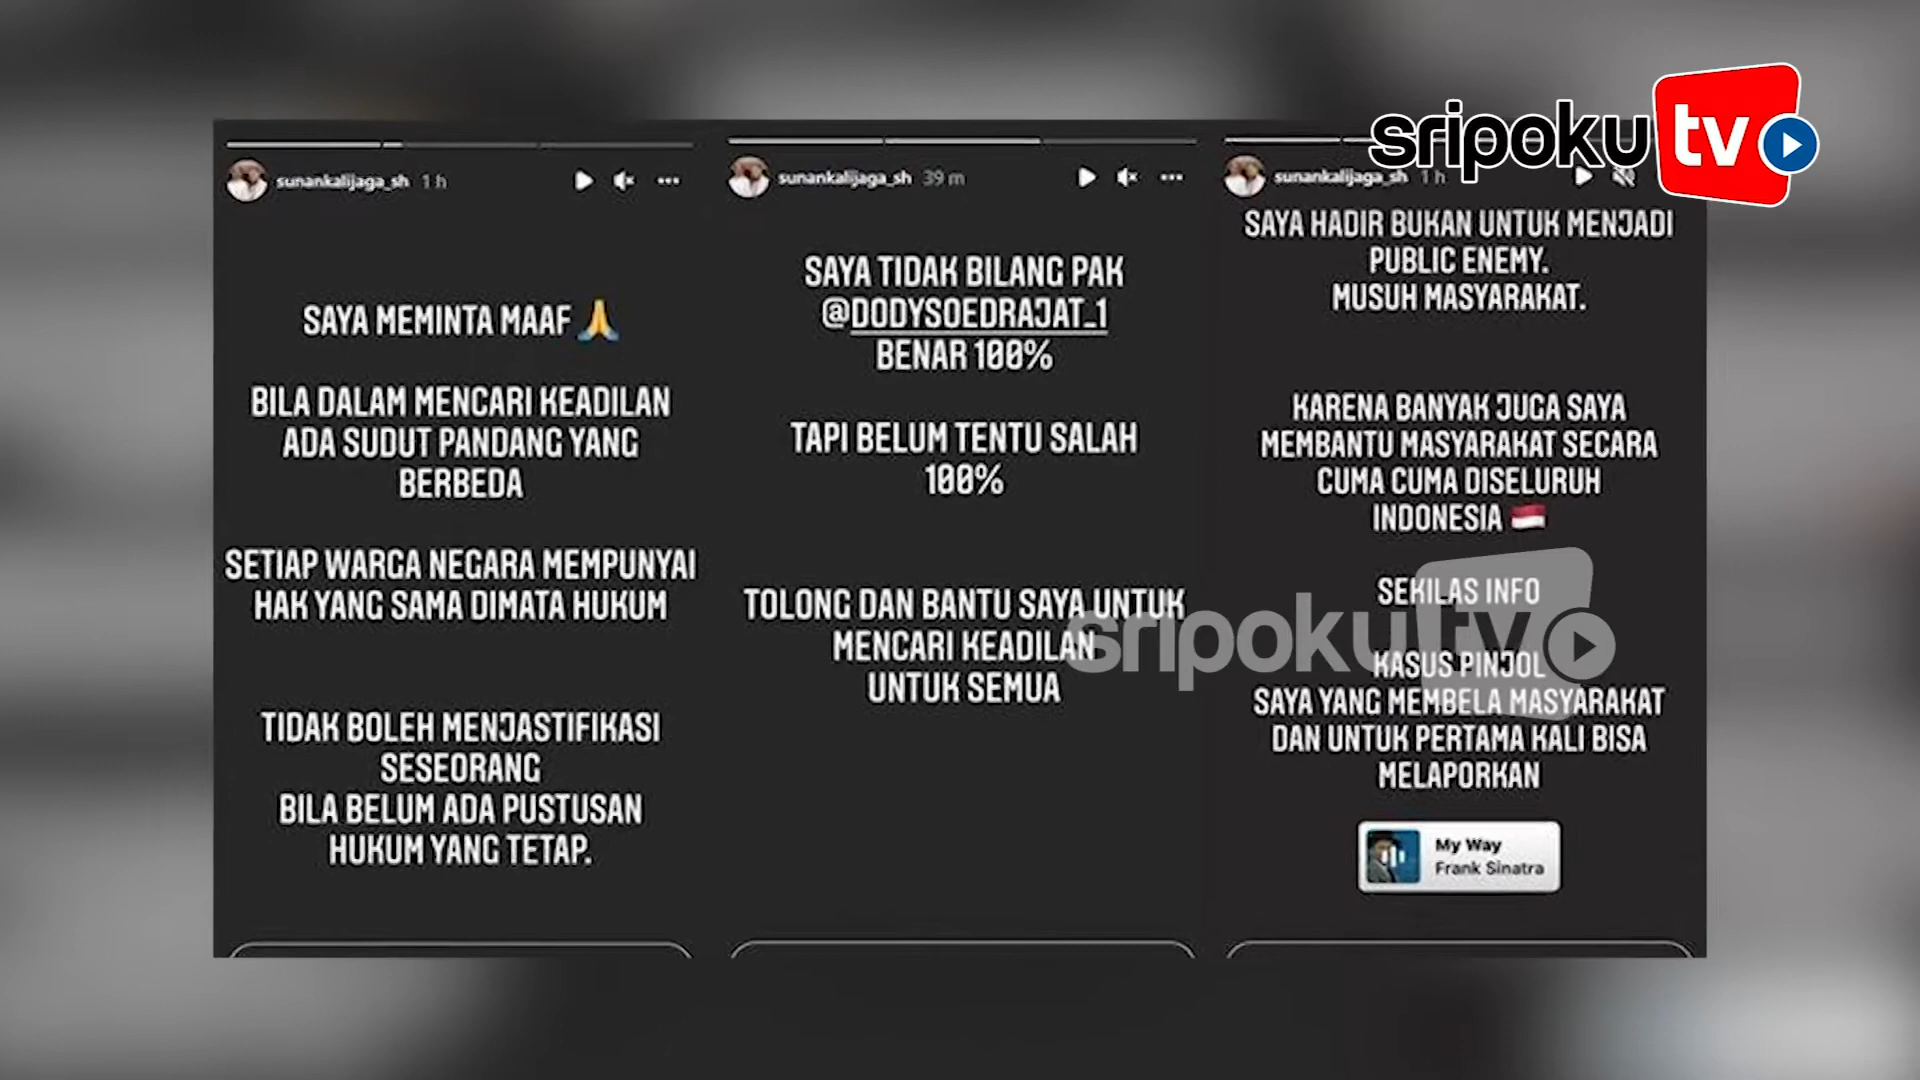 sripoku tv
sunankalijaga_sh 1 h
SAYA MEMINTA MAAF 🙏
BILA DALAM MENCARI KEADILAN
ADA SUDUT PANDANG YANG
BERBEDA
SETIAP WARGA NEGARA MEMPUNYAI
HAK YANG SAMA DIMATA HUKUM
TIDAK BOLEH MENJASTIFIKASI
SESEORANG
BILA BELUM ADA PUSTUSAN
HUKUM YANG TETAP.
sunankalijaga_sh 39 m
SAYA TIDAK BILANG PAK
@DODYSOEDRAJAT_1
BENAR 100%
TAPI BELUM TENTU SALAH
100%
TOLONG DAN BANTU SAYA UNTUK
MENCARI KEADILAN
UNTUK SEMUA
sunankalijaga_sh 1 h
SAYA HADIR BUKAN UNTUK MENJADI
PUBLIC ENEMY.
MUSUH MASYARAKAT.
KARENA BANYAK JUGA SAYA
MEMBANTU MASYARAKAT SECARA
CUMA CUMA DISELURUH
INDONESIA 🇮🇩
SEKILAS INFO
KASUS PINJOL
SAYA YANG MEMBELA MASYARAKAT
DAN UNTUK PERTAMA KALI BISA
MELAPORKAN
My Way
Frank Sinatra
sripoku tv